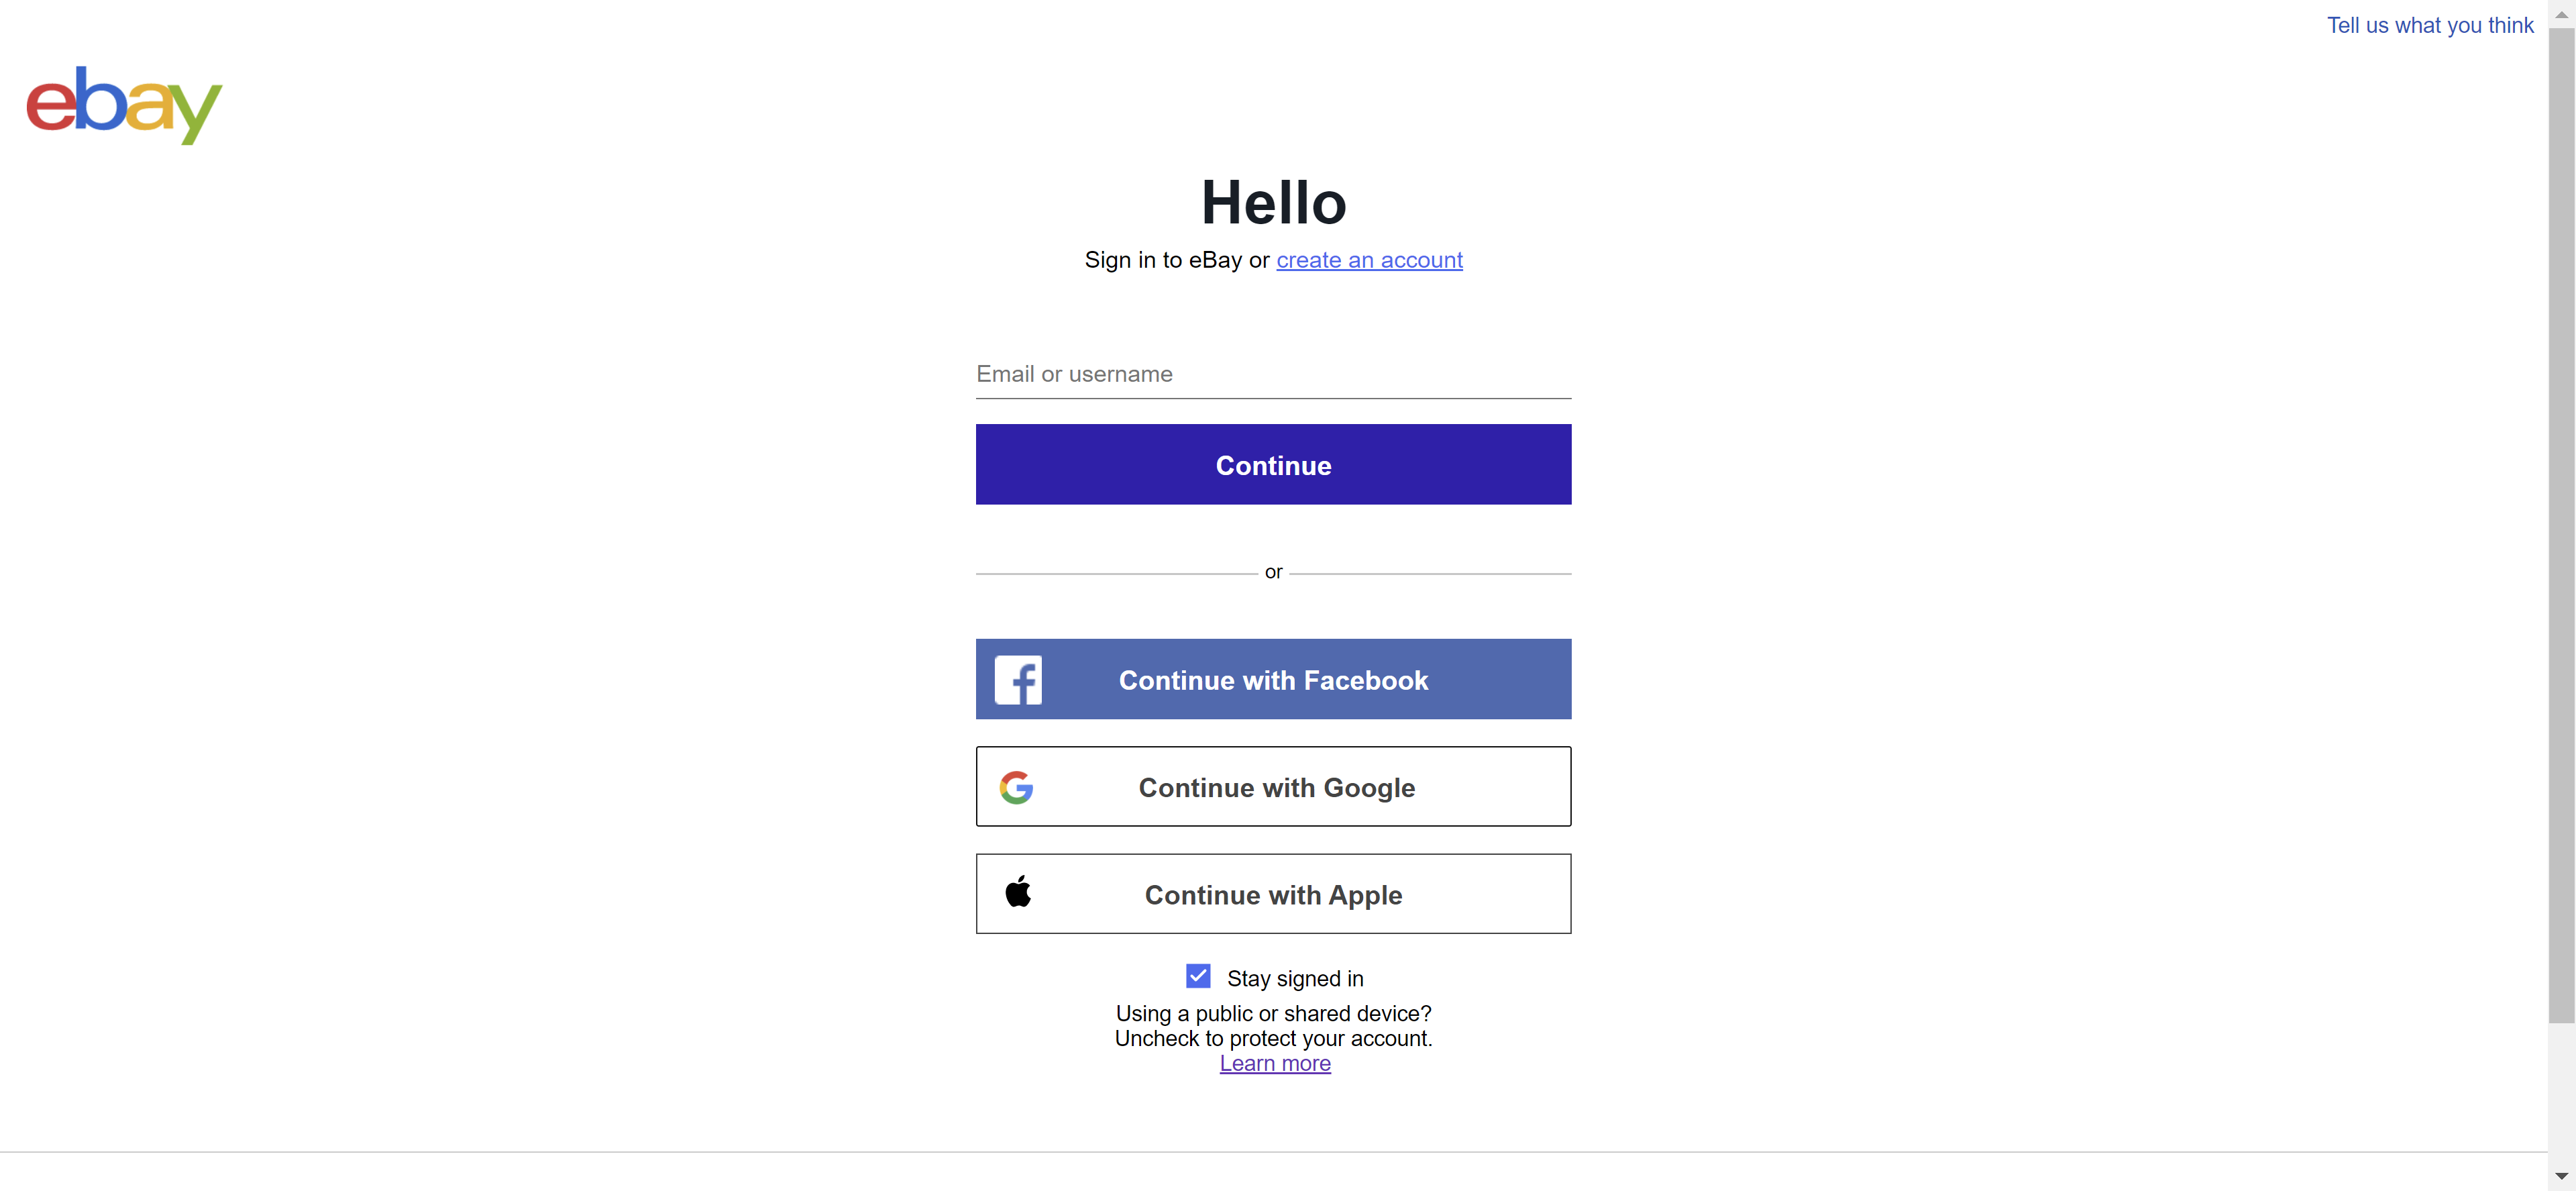 Tell us what you think
ebay
Hello
Sign in to eBay or create an account
Email or username
Continue
or
Continue with Facebook
Continue with Google
Continue with Apple
Stay signed in
Using a public or shared device?
Uncheck to protect your account.
Learn more